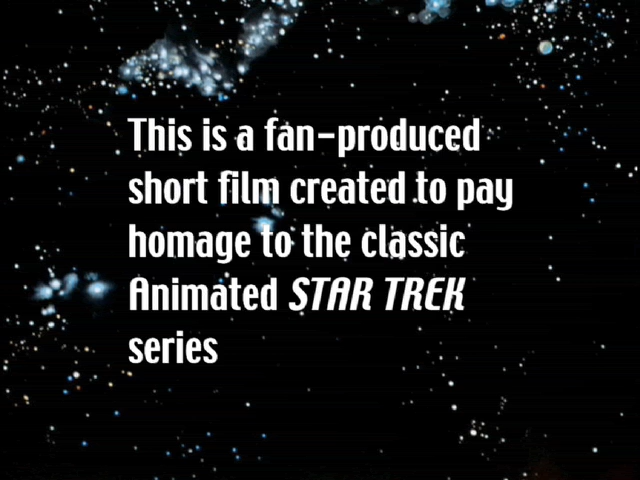 This is a fan-produced
short film created to pay
homage to the classic
Animated STAR TREK
series